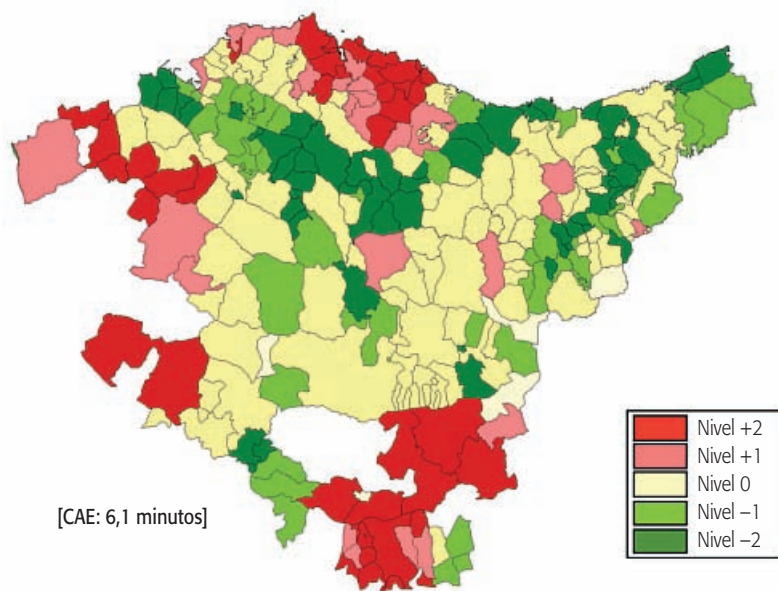 Nivel +2
Nivel +1
Nivel 0
Nivel –1
Nivel –2
[CAE: 6,1 minutos]